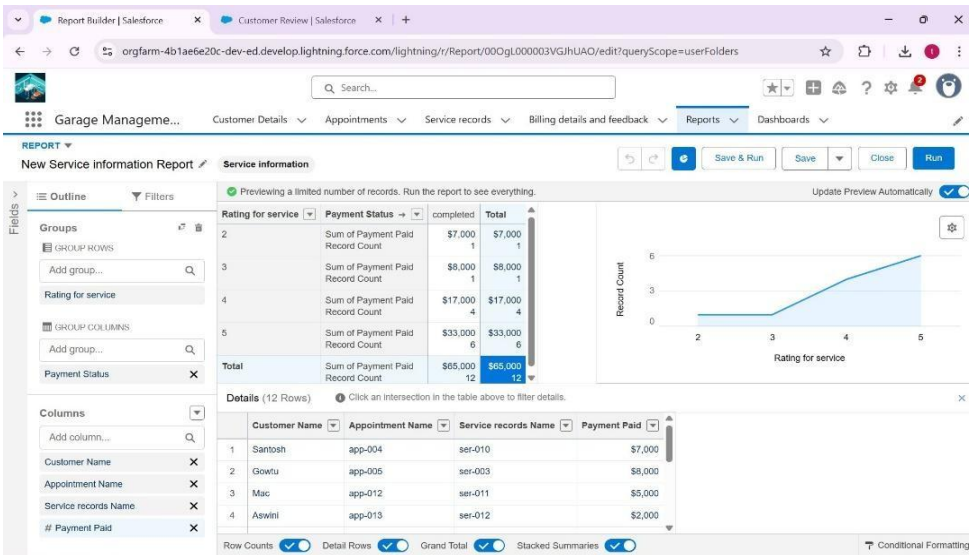 Report Builder | Salesforce
Customer Review | Salesforce
orgfarm-4b1ae6e20c-dev-ed.develop.lightning.force.com/lightning/r/Report/00OgL000003VGJhUAO/edit?queryScope=userFolders
Search...
Garage Manageme...
Customer Details
Appointments
Service records
Billing details and feedback
Reports
Dashboards
REPORT
New Service information Report
Service information
Save & Run
Save
Close
Run
Fields
Outline
Filters
Previewing a limited number of records. Run the report to see everything.
Update Preview Automatically
Groups
GROUP ROWS
Add group...
Rating for service
GROUP COLUMNS
Add group...
Payment Status
Columns
Add column...
Customer Name
Appointment Name
Service records Name
# Payment Paid
Rating for service Payment Status → completed Total
2 Sum of Payment Paid $7,000 $7,000
Record Count 1 1
3 Sum of Payment Paid $8,000 $8,000
Record Count 1 1
4 Sum of Payment Paid $17,000 $17,000
Record Count 4 4
5 Sum of Payment Paid $33,000 $33,000
Record Count 6 6
Total Sum of Payment Paid $65,000 $65,000
Record Count 12 12
Record Count
6
3
0
2 3 4 5
Rating for service
Details (12 Rows) Click an intersection in the table above to filter details.
Customer Name Appointment Name Service records Name Payment Paid
1 Santosh app-004 ser-010 $7,000
2 Gowtu app-005 ser-003 $8,000
3 Mac app-012 ser-011 $5,000
4 Aswini app-013 ser-012 $2,000
Row Counts Detail Rows Grand Total Stacked Summaries Conditional Formatting